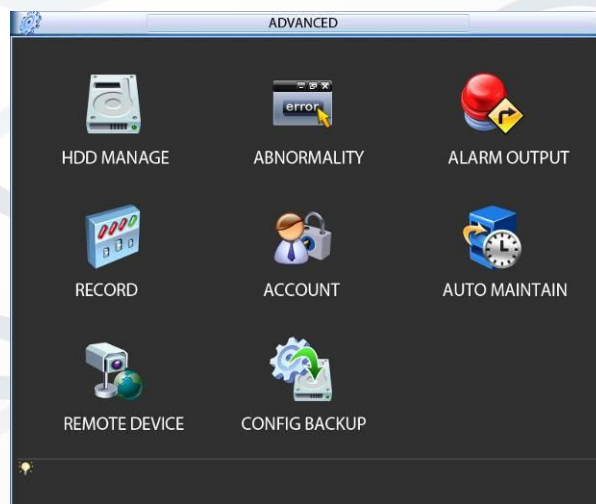 ADVANCED
error
HDD MANAGE
ABNORMALITY
ALARM OUTPUT
RECORD
ACCOUNT
AUTO MAINTAIN
REMOTE DEVICE
CONFIG BACKUP